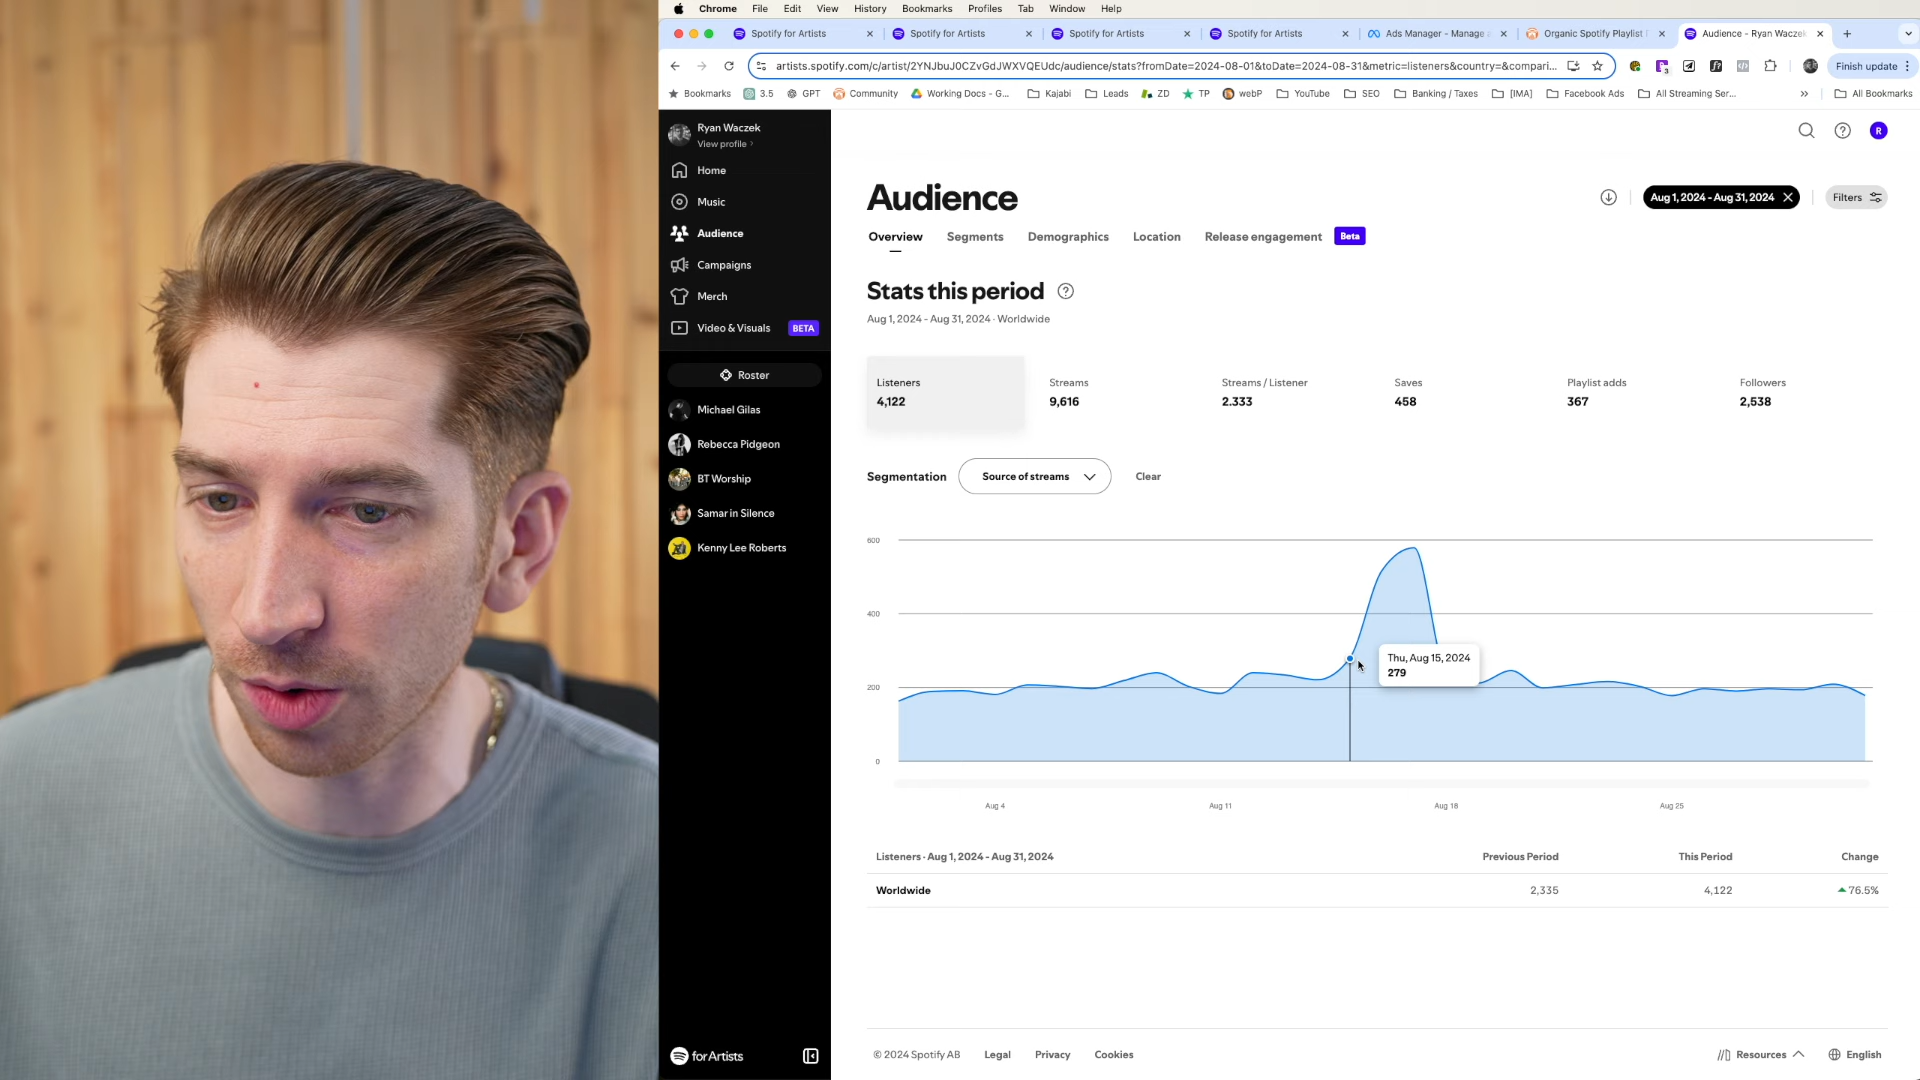 Chrome File Edit View History Bookmarks Profiles Tab Window Help
Spotify for Artists Spotify for Artists Spotify for Artists Spotify for Artists Ads Manager - Manage Organic Spotify Playlist Audience - Ryan Waczek
artists.spotify.com/c/artist/2YNJbuJ0CZvGdJWXVQEUdc/audience/stats?fromDate=2024-08-01&toDate=2024-08-31&metric=listeners&country=&compari... Finish update
Bookmarks 3.5 GPT Community Working Docs - G... Kajabi Leads ZD TP webP YouTube SEO Banking / Taxes [IMA] Facebook Ads All Streaming Ser... » All Bookmarks
Ryan Waczek
View profile
R
Home
Music
Audience
Campaigns
Merch
Video & Visuals BETA
Roster
Michael Gilas
Rebecca Pidgeon
BT Worship
Samar in Silence
Kenny Lee Roberts
for Artists
Audience
Aug 1, 2024 - Aug 31, 2024
Filters
Overview Segments Demographics Location Release engagement Beta
Stats this period
Aug 1, 2024 - Aug 31, 2024 · Worldwide
Listeners Streams Streams / Listener Saves Playlist adds Followers
4,122 9,616 2.333 458 367 2,538
Segmentation Source of streams Clear
600
400
200
0
Thu, Aug 15, 2024
279
Aug 4 Aug 11 Aug 18 Aug 25
Listeners · Aug 1, 2024 - Aug 31, 2024 Previous Period This Period Change
Worldwide 2,335 4,122 76.5%
© 2024 Spotify AB Legal Privacy Cookies Resources English